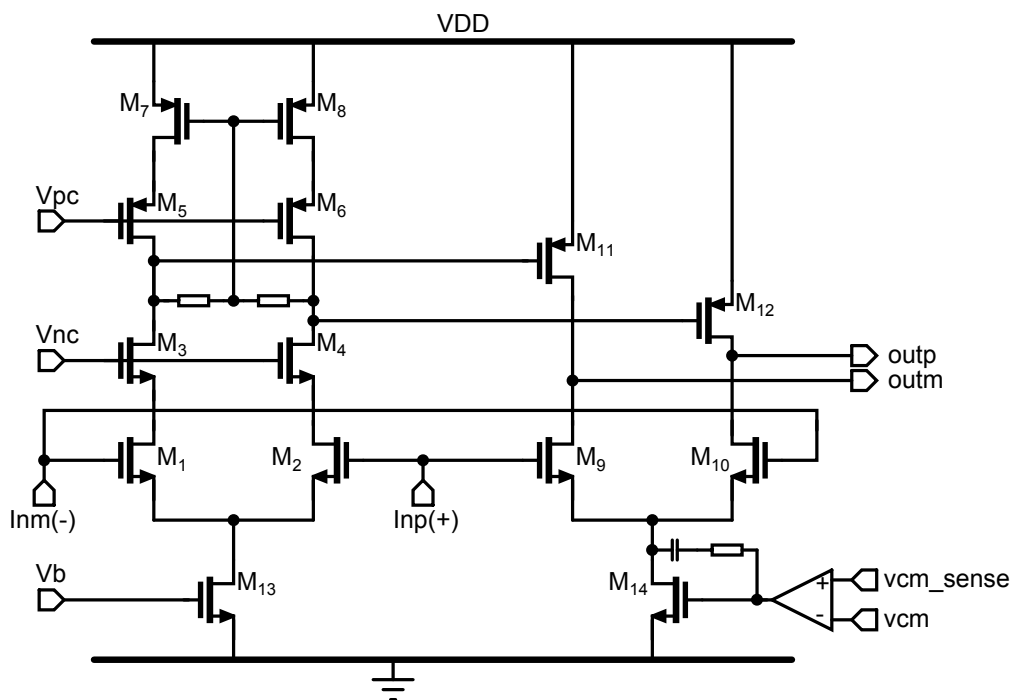 VDD
M7
M8
Vpc
M5
M6
M11
M12
Vnc
M3
M4
outp
outm
M1
M2
M9
M10
Inm(-)
Inp(+)
Vb
M13
M14
+
vcm_sense
-
vcm